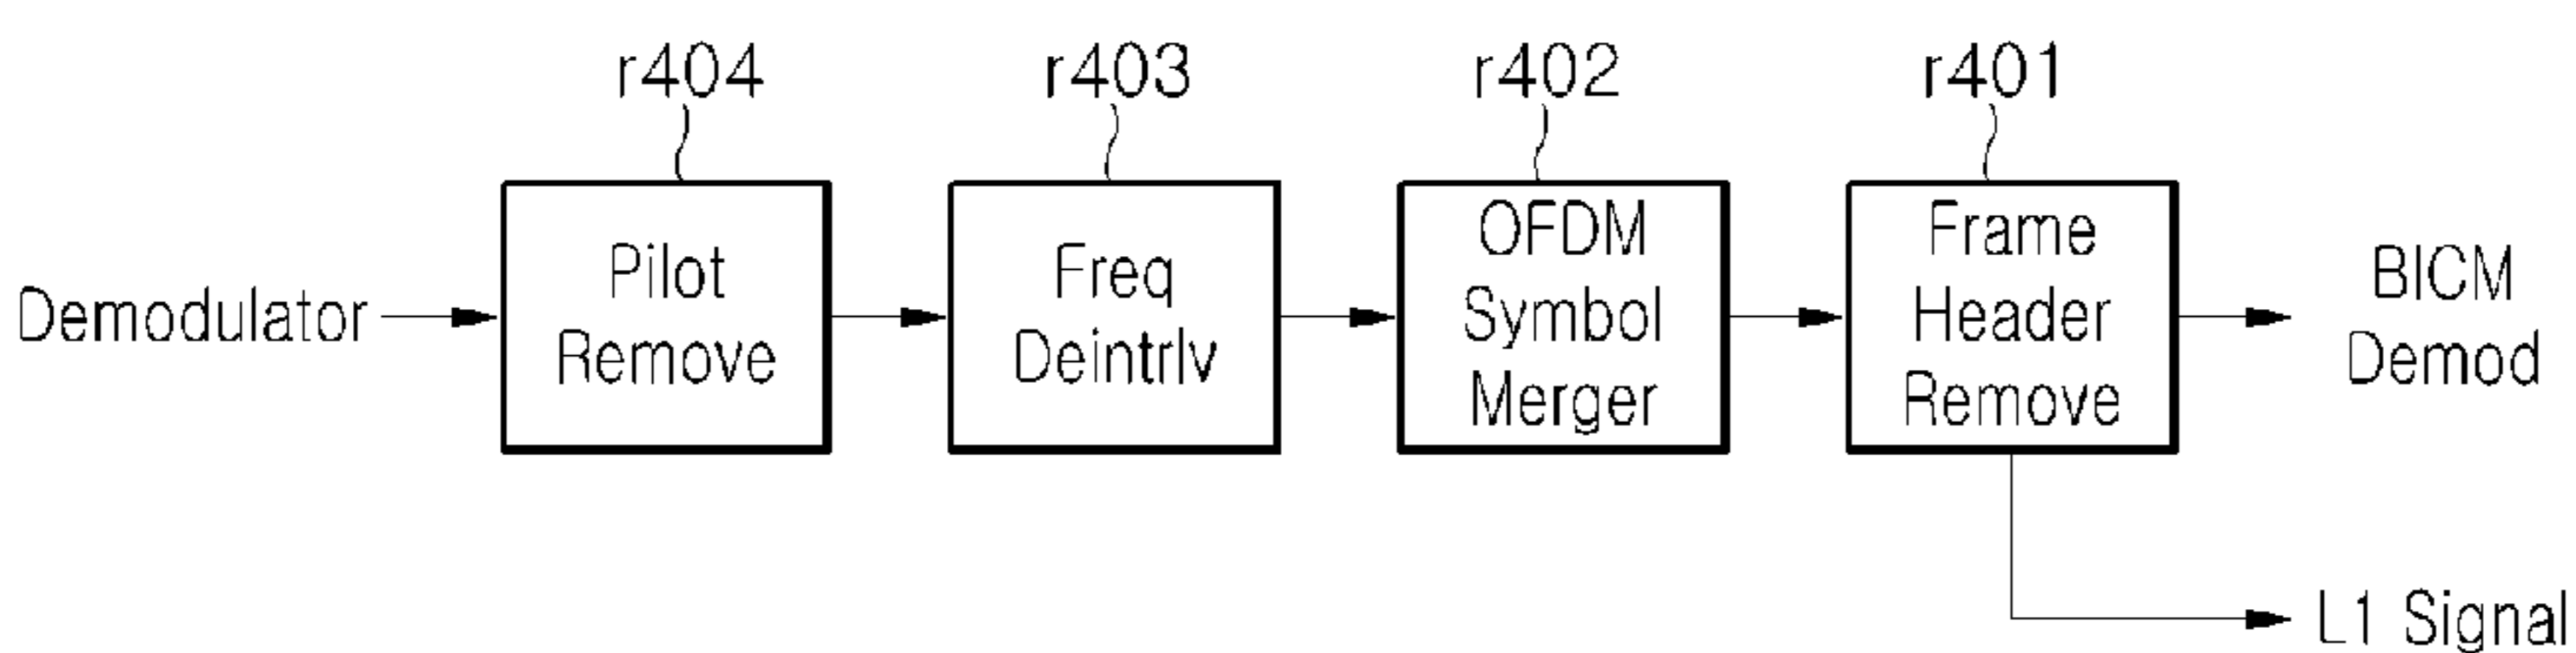 r404
r403
r402
r401
Demodulator
Pilot
Remove
Freq
Deintrlv
OFDM
Symbol
Merger
Frame
Header
Remove
BICM
Demod
L1 Signal